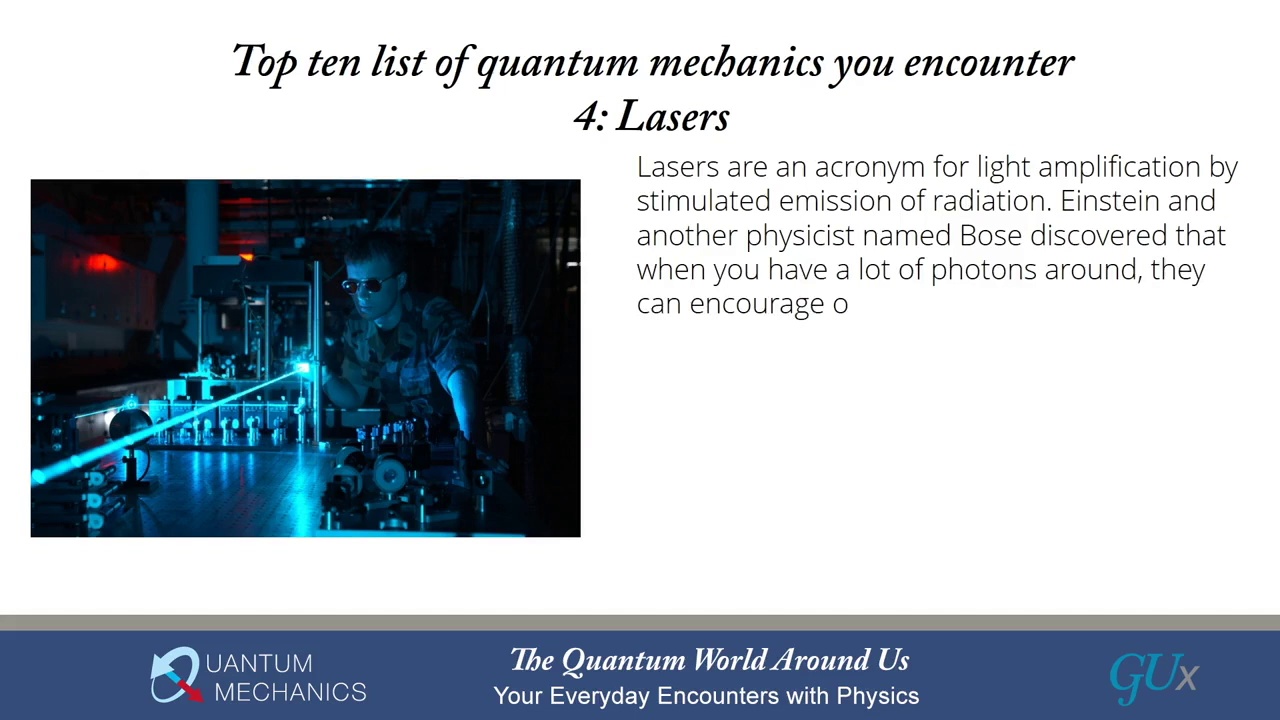 Top ten list of quantum mechanics you encounter
4: Lasers
Lasers are an acronym for light amplification by
stimulated emission of radiation. Einstein and
another physicist named Bose discovered that
when you have a lot of photons around, they
can encourage o
QUANTUM
MECHANICS
The Quantum World Around Us
Your Everyday Encounters with Physics
GUx